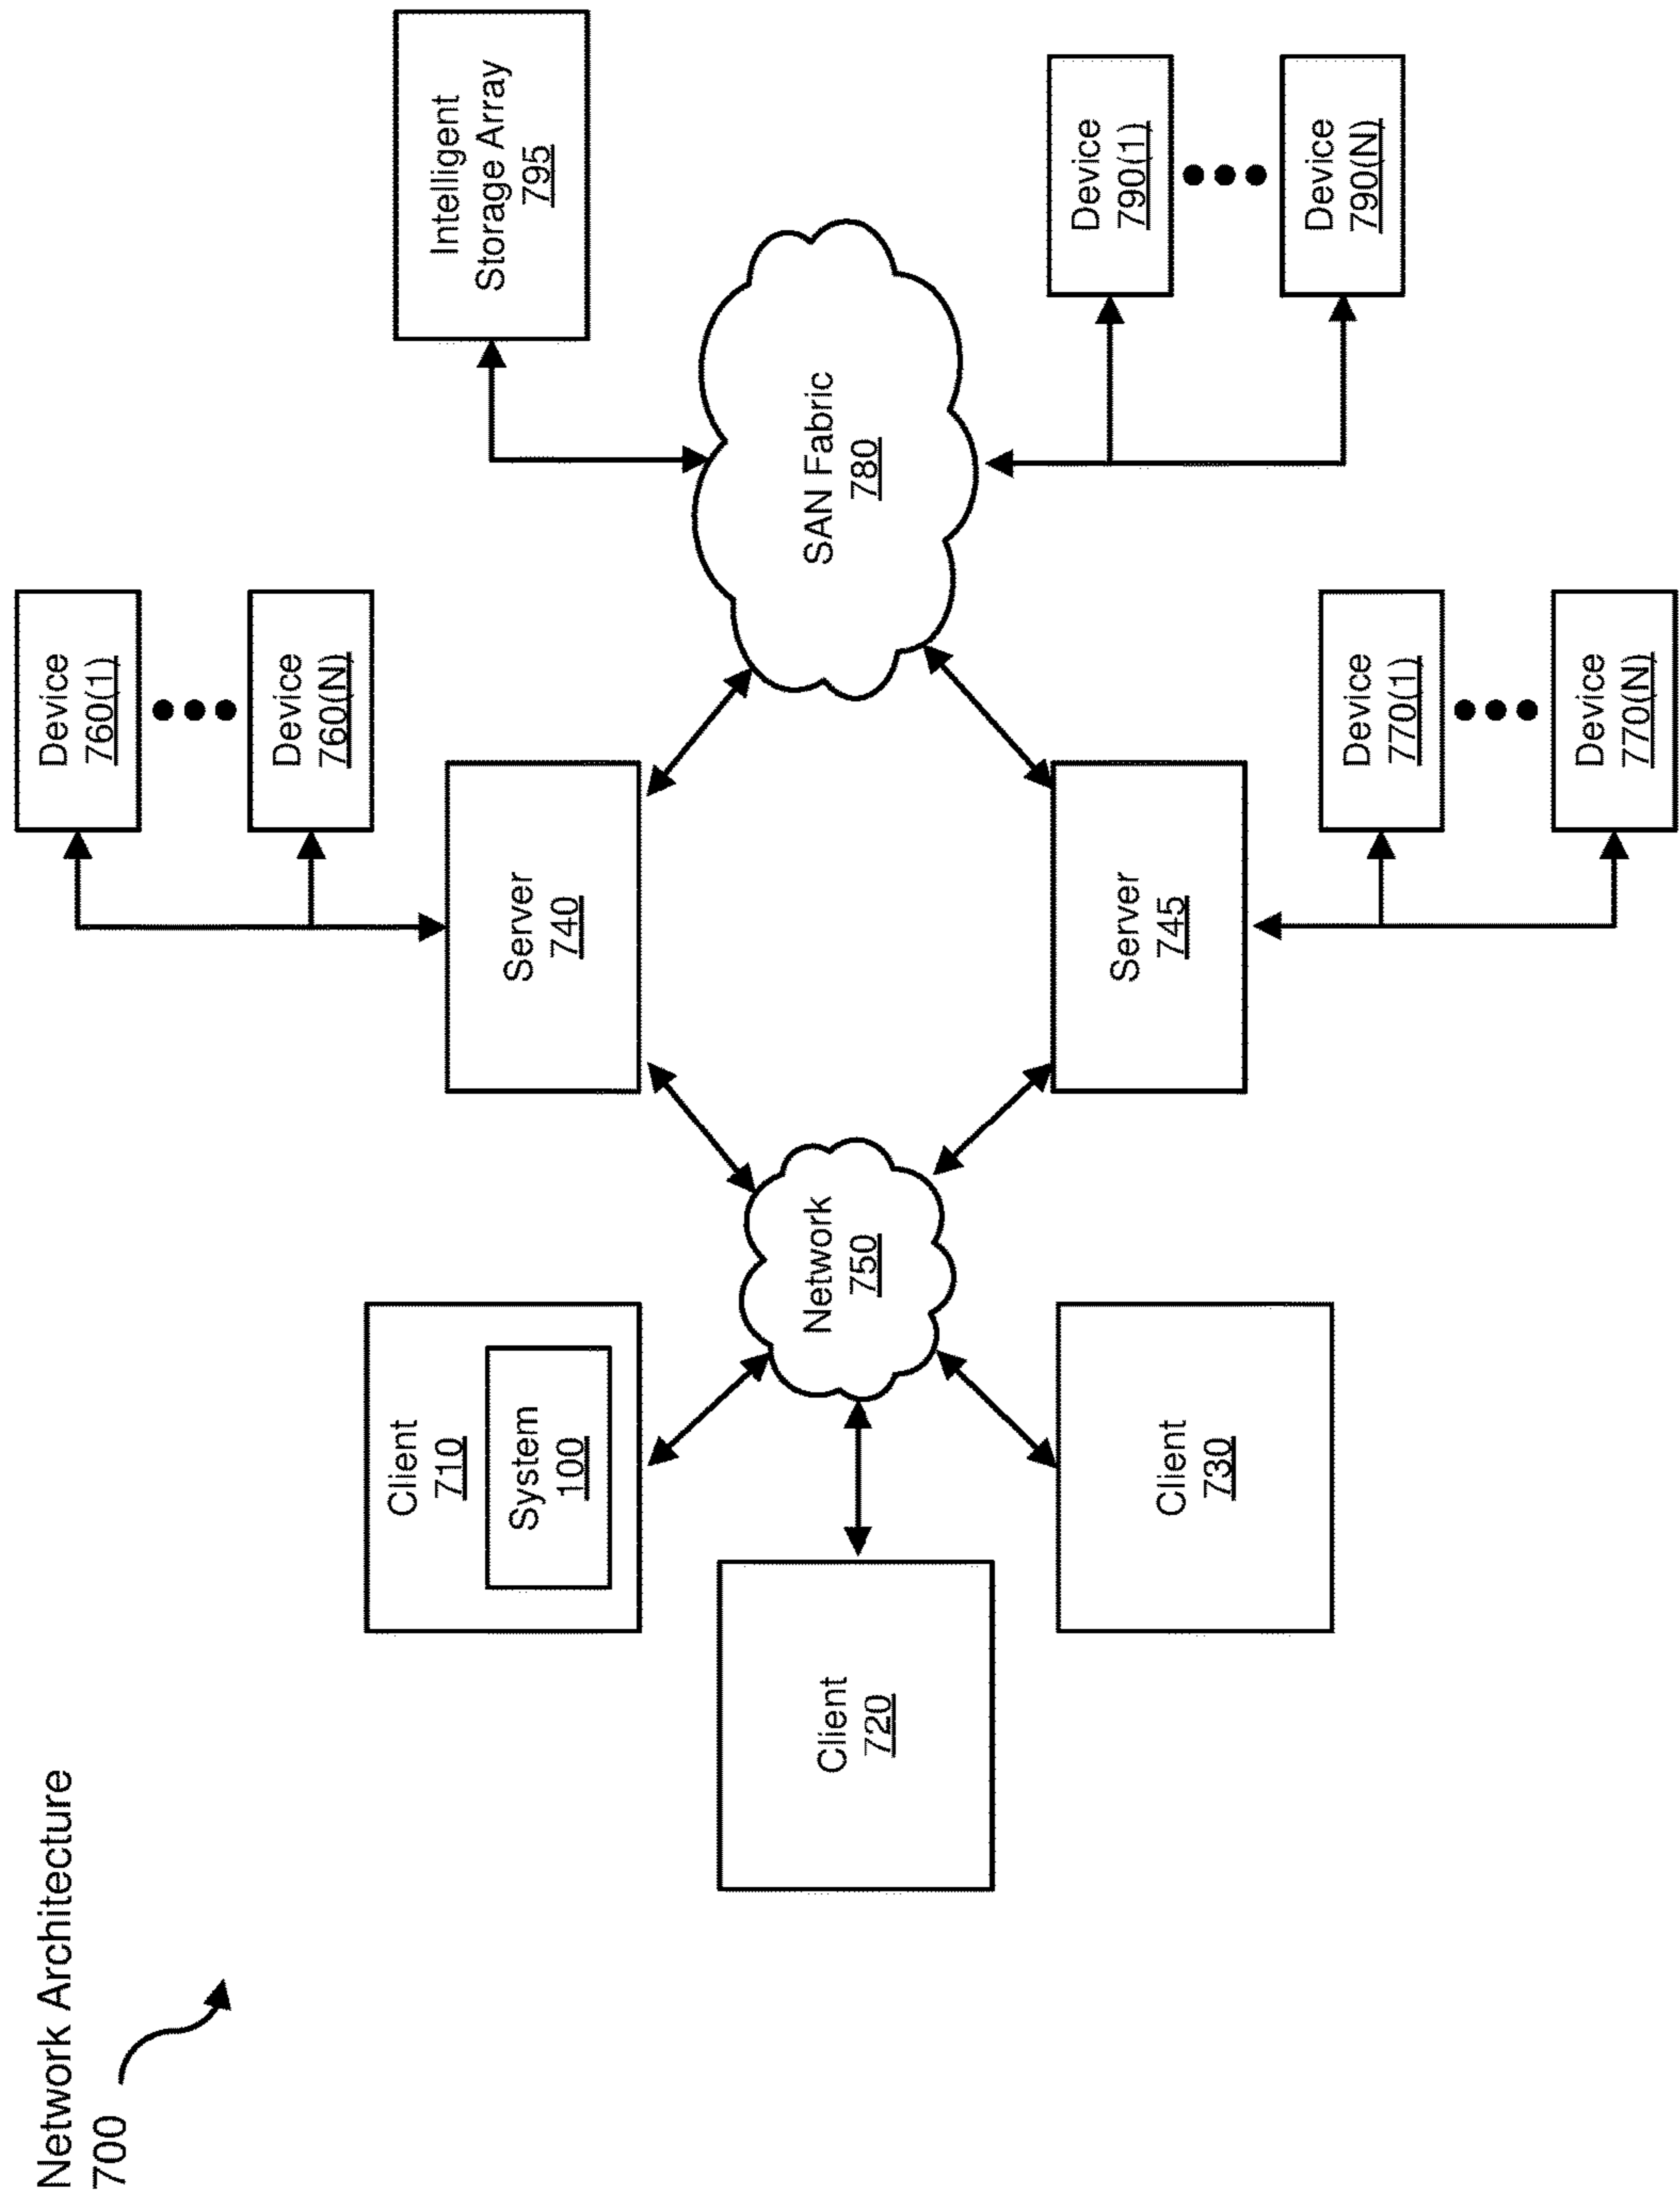 Network Architecture
700
Client
710
System
100
Client
720
Client
730
Network
750
Server
740
Server
745
Device
760(1)
Device
760(N)
Device
770(1)
Device
770(N)
SAN Fabric
780
Intelligent
Storage Array
795
Device
790(1)
Device
790(N)